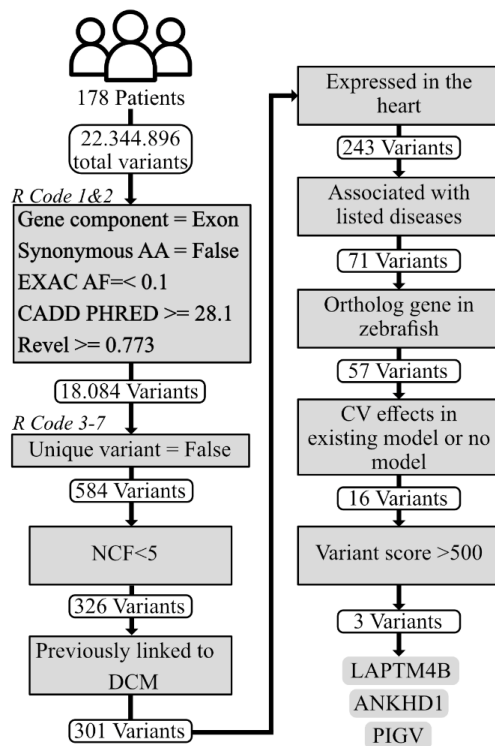 178 Patients
22.344.896
total variants
R Code 1&2
Gene component = Exon
Synonymous AA = False
EXAC AF=< 0.1
CADD PHRED >= 28.1
Revel >= 0.773
18.084 Variants
R Code 3-7
Unique variant = False
584 Variants
NCF<5
326 Variants
Previously linked to
DCM
301 Variants
Expressed in the
heart
243 Variants
Associated with
listed diseases
71 Variants
Ortholog gene in
zebrafish
57 Variants
CV effects in
existing model or no
model
16 Variants
Variant score >500
3 Variants
LAPTM4B
ANKHD1
PIGV